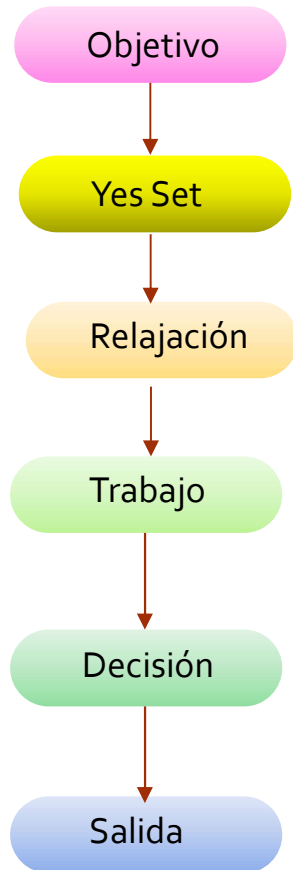 Objetivo
Yes Set
Relajación
Trabajo
Decisión
Salida